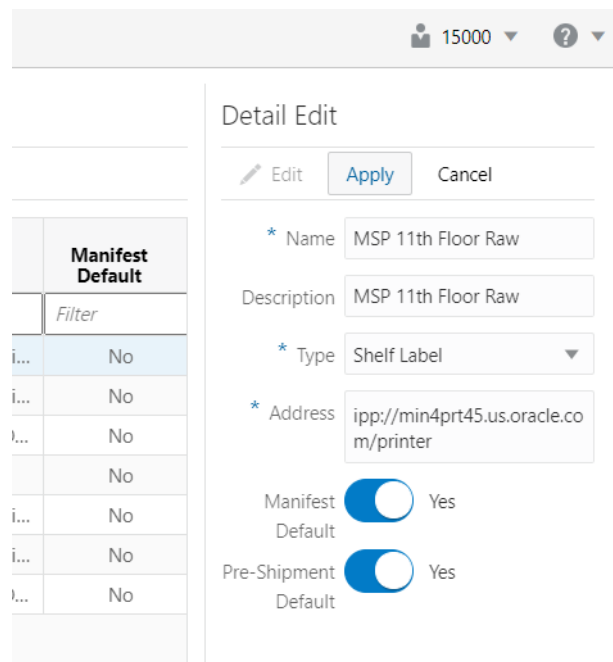 15000
Detail Edit
Edit Apply Cancel
Manifest
Default
Filter
i... No
i... No
... No
No
i... No
i... No
... No
* Name MSP 11th Floor Raw
Description MSP 11th Floor Raw
* Type Shelf Label
* Address ipp://min4prt45.us.oracle.co
m/printer
Manifest
Default Yes
Pre-Shipment
Default Yes